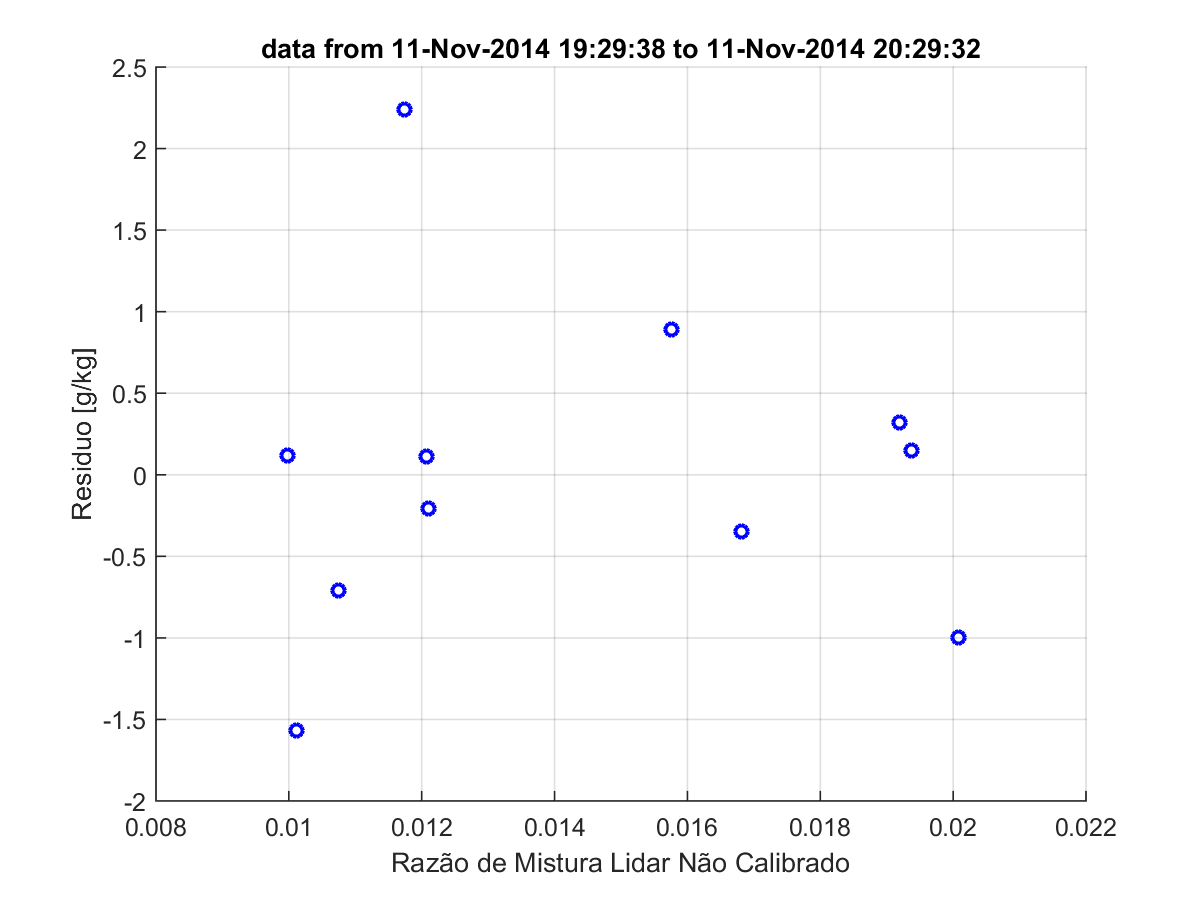 data from 11-Nov-2014 19:29:38 to 11-Nov-2014 20:29:32
2.5
2
1.5
1
0.5
0
-0.5
-1
-1.5
-2
Residuo [g/kg]
0.008 0.01 0.012 0.014 0.016 0.018 0.02 0.022
Razão de Mistura Lidar Não Calibrado